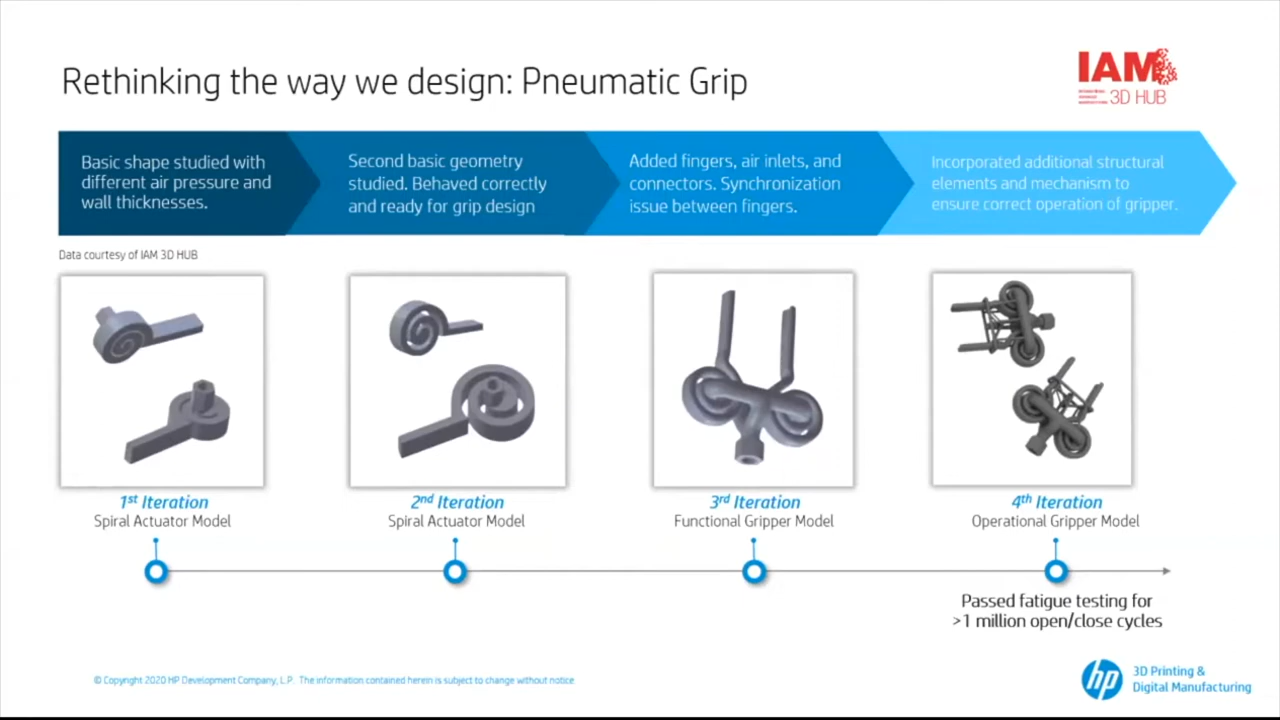 Rethinking the way we design: Pneumatic Grip
IAM
3D HUB
Basic shape studied with
different air pressure and
wall thicknesses.
Second basic geometry
studied. Behaved correctly
and ready for grip design
Added fingers, air inlets, and
connectors. Synchronization
issue between fingers.
Incorporated additional structural
elements and mechanism to
ensure correct operation of gripper.
Data courtesy of IAM 3D HUB
1st Iteration
Spiral Actuator Model
2nd Iteration
Spiral Actuator Model
3rd Iteration
Functional Gripper Model
4th Iteration
Operational Gripper Model
Passed fatigue testing for
>1 million open/close cycles
© Copyright 2020 HP Development Company, L.P. The information contained herein is subject to change without notice
hp
3D Printing &
Digital Manufacturing